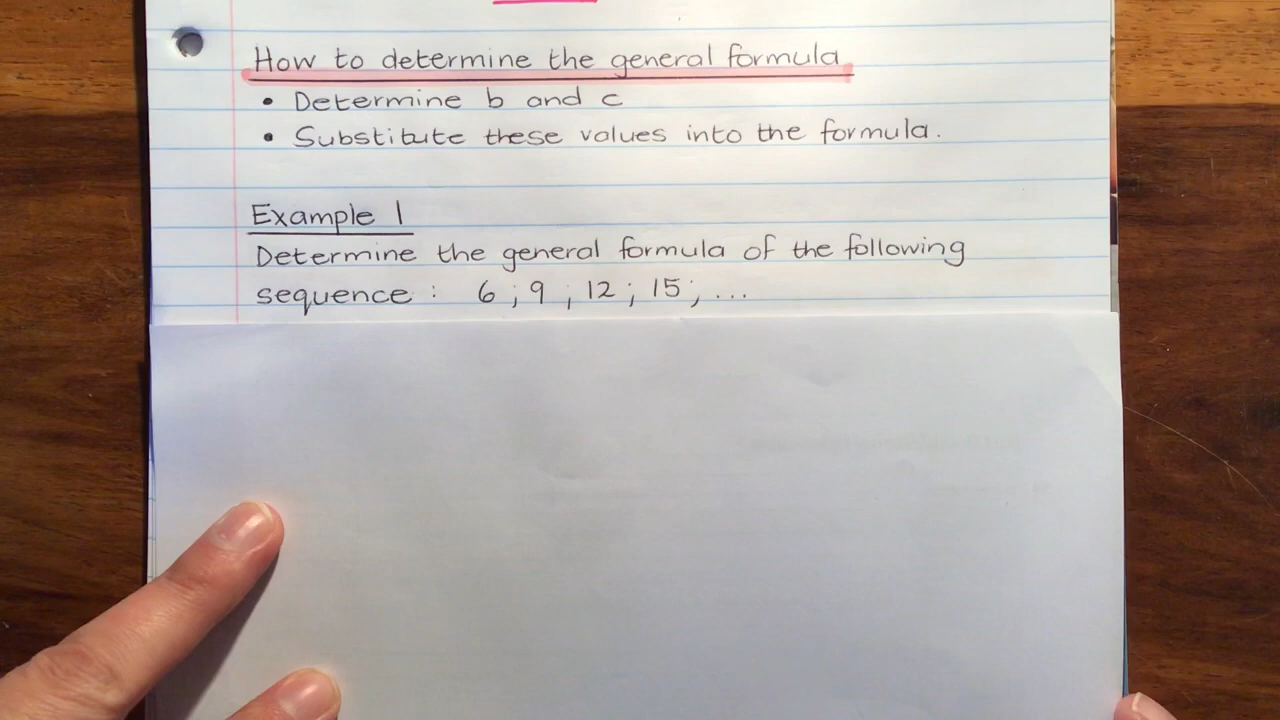 How to determine the general formula
• Determine b and c
• Substitute these values into the formula.
Example 1
Determine the general formula of the following
sequence : 6 ; 9 ; 12 ; 15 ; ...